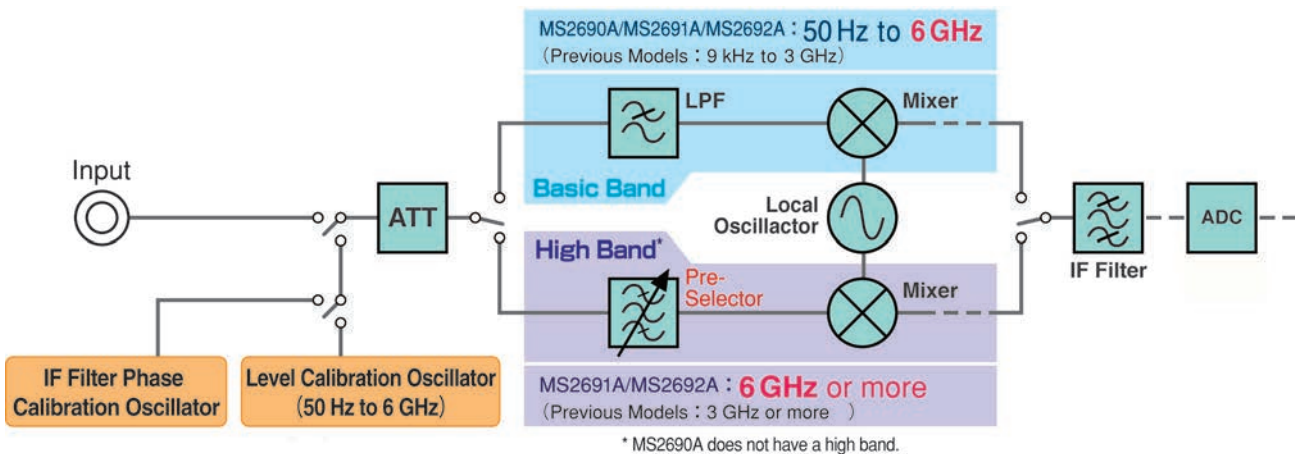 MS2690A/MS2691A/MS2692A : 50 Hz to 6 GHz
(Previous Models : 9 kHz to 3 GHz)
LPF
Mixer
Input
Basic Band
ATT
Local
Oscillactor
ADC
IF Filter
High Band*
Pre-
Selector
Mixer
IF Filter Phase
Calibration Oscillator
Level Calibration Oscillator
(50 Hz to 6 GHz)
MS2691A/MS2692A : 6 GHz or more
(Previous Models : 3 GHz or more )
* MS2690A does not have a high band.